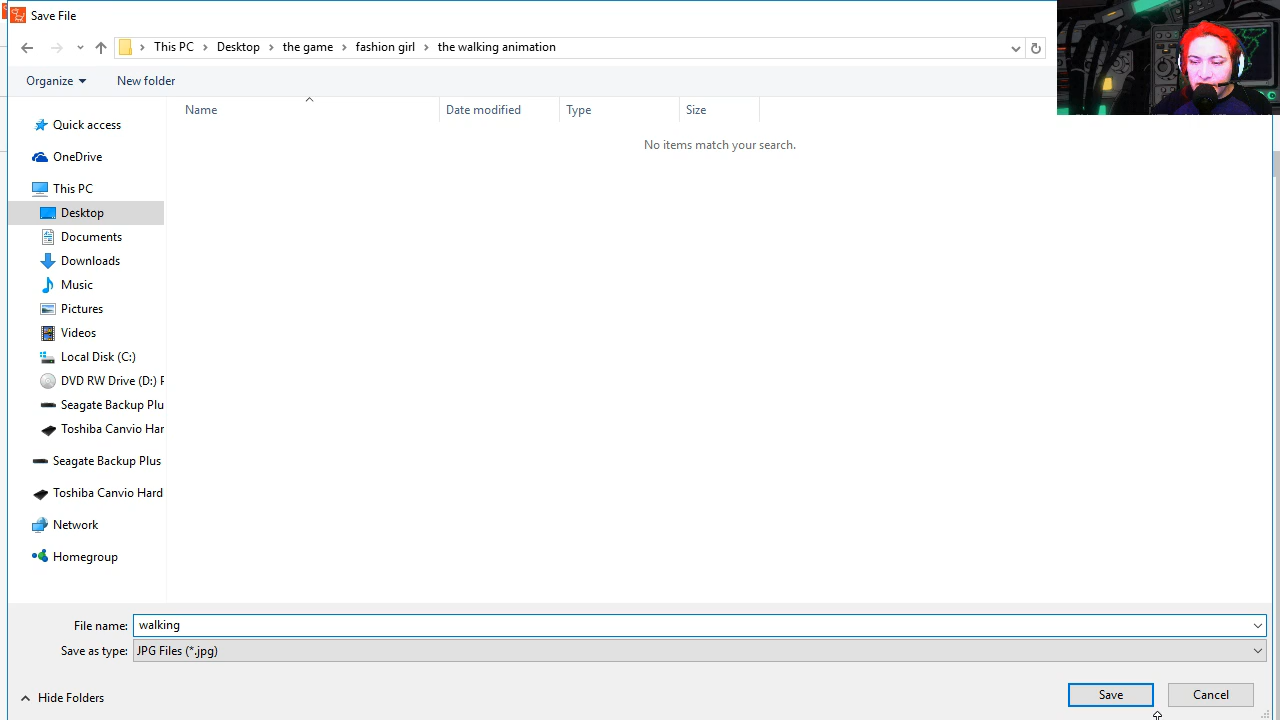 Save File
This PC > Desktop > the game > fashion girl > the walking animation
Organize
New folder
Name
Date modified
Type
Size
No items match your search.
Quick access
OneDrive
This PC
Desktop
Documents
Downloads
Music
Pictures
Videos
Local Disk (C:)
DVD RW Drive (D:) P
Seagate Backup Plu
Toshiba Canvio Har
Seagate Backup Plus
Toshiba Canvio Hard
Network
Homegroup
File name: walking
Save as type: JPG Files (*.jpg)
Hide Folders
Save
Cancel